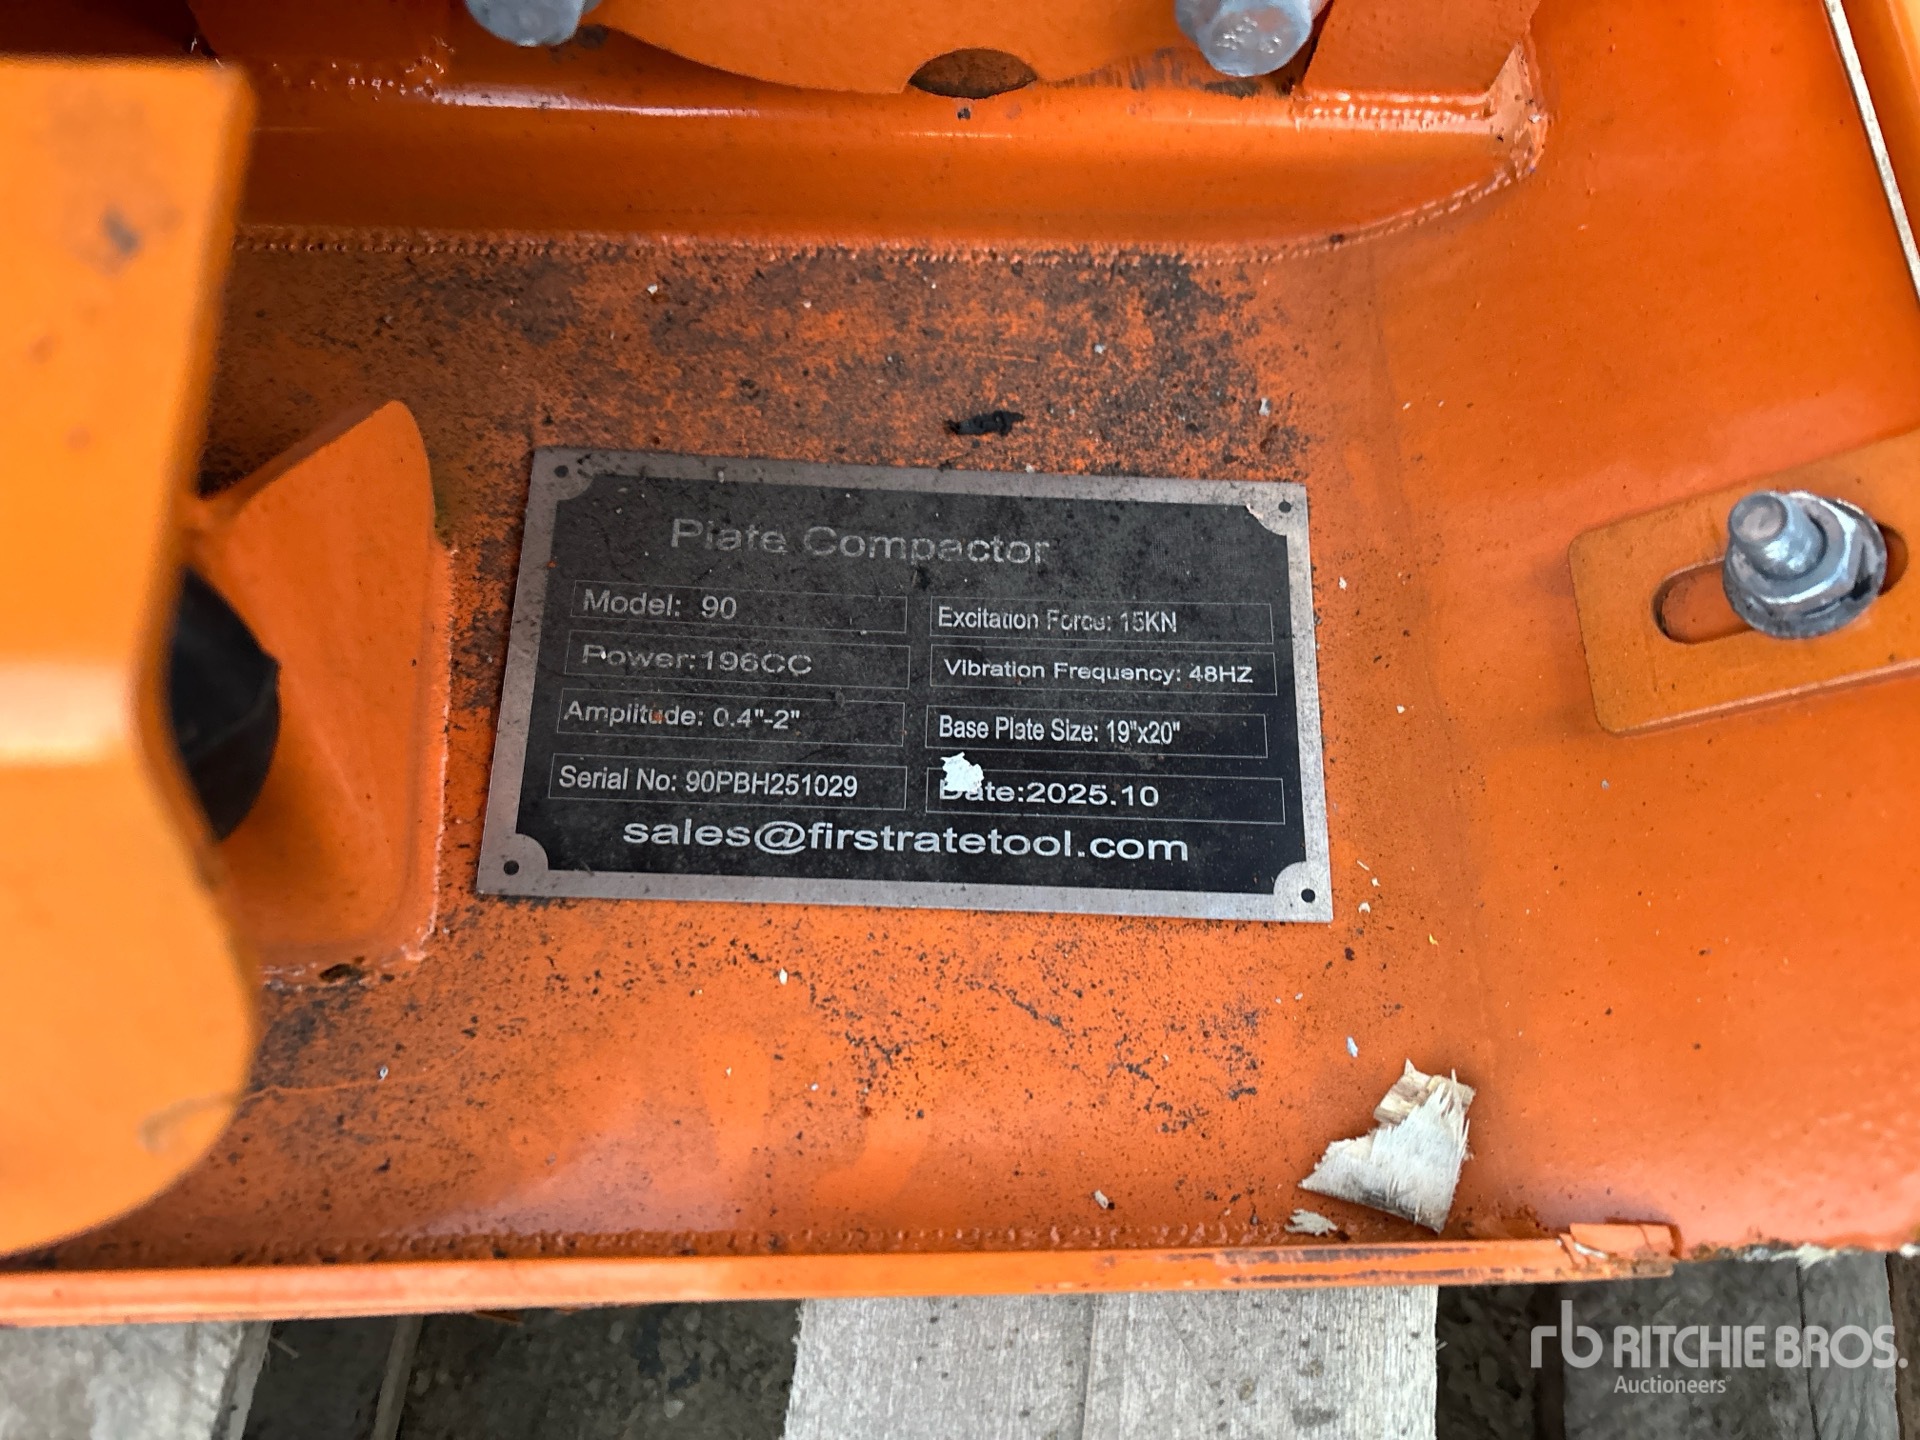 Plate Compactor
Model: 90
Excitation Force: 15KN
Power:196CC
Vibration Frequency: 48HZ
Amplitude: 0.4"-2"
Base Plate Size: 19"x20"
Serial No: 90PBH251029
Date:2025.10
sales@firstratetool.com
rb RITCHIE BROS.
Auctioneers